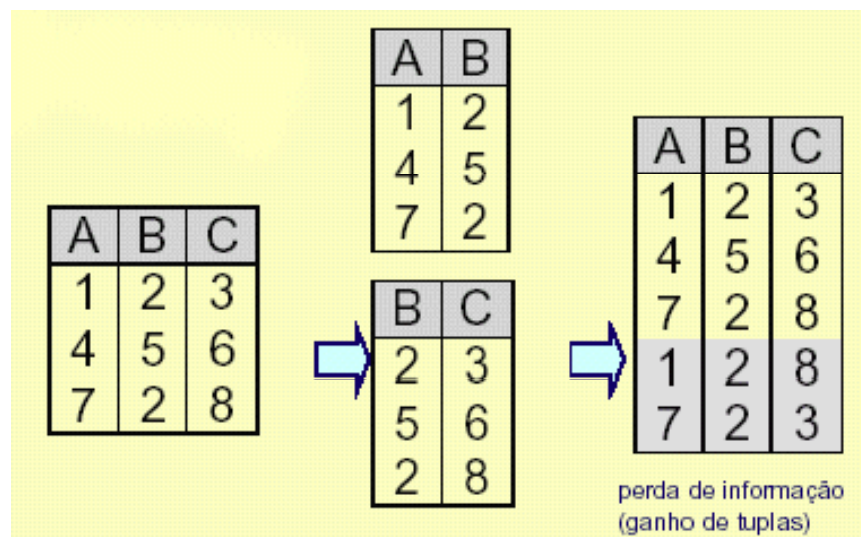 A B C
1 2 3
4 5 6
7 2 8
A B
1 2
4 5
7 2
B C
2 3
5 6
2 8
A B C
1 2 3
4 5 6
7 2 8
1 2 8
7 2 3
perda de informação
(ganho de tuplas)